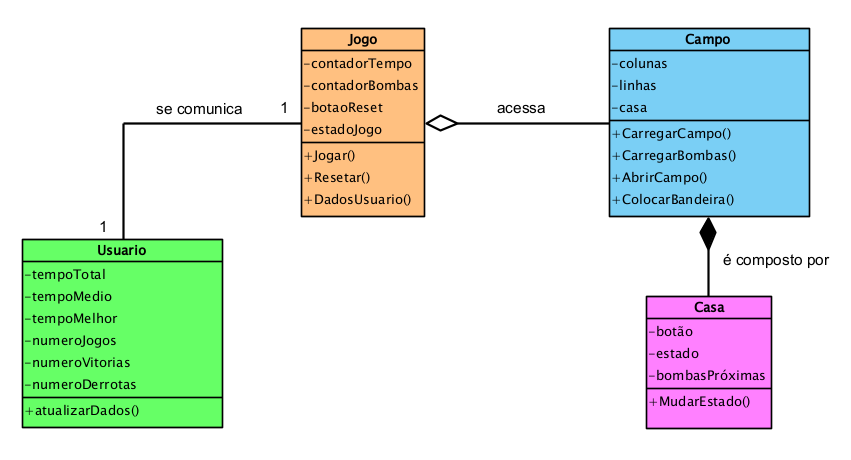 Jogo
-contadorTempo
-contadorBombas
-botaoReset
-estadoJogo
+Jogar()
+Resetar()
+DadosUsuario()
se comunica
1
1
acessa
Campo
-colunas
-linhas
-casa
+CarregarCampo()
+CarregarBombas()
+AbrirCampo()
+ColocarBandeira()
é composto por
Usuario
-tempoTotal
-tempoMedio
-tempoMelhor
-numeroJogos
-numeroVitorias
-numeroDerrotas
+atualizarDados()
Casa
-botão
-estado
-bombasPróximas
+MudarEstado()